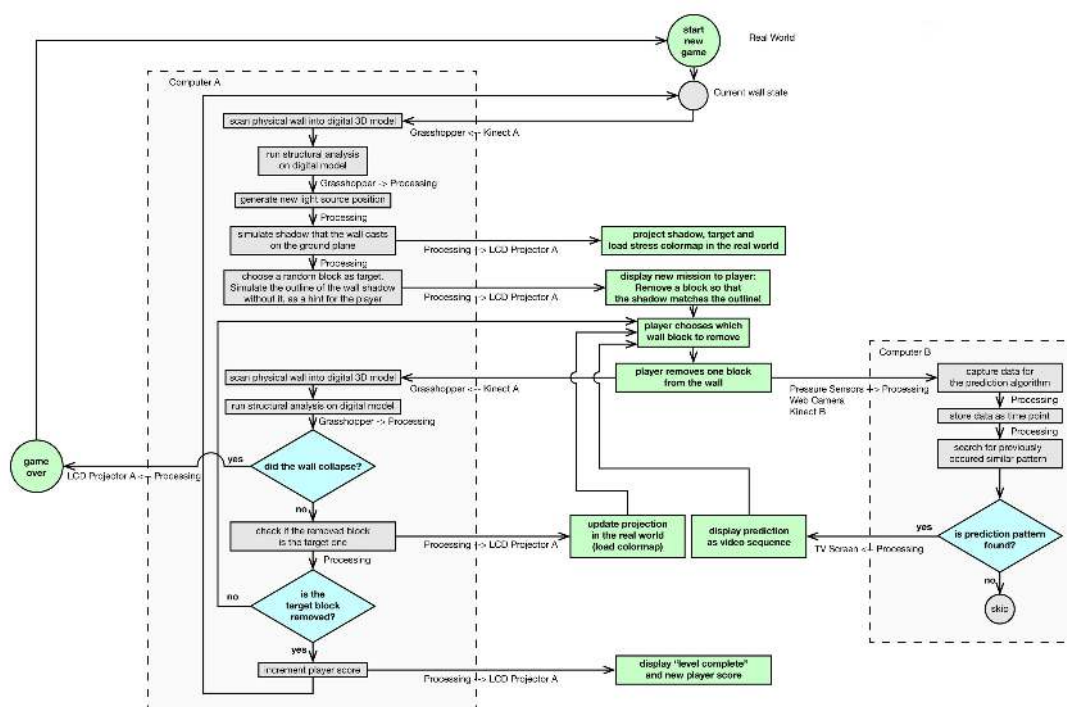 start
new
game
Real World
Computer A
Current wall state
scan physical wall into digital 3D model
Grasshopper <-- Kinect A
run structural analysis
on digital model
Grasshopper -> Processing
generate new light source position
Processing
simulate shadow that the wall casts
on the ground plane
Processing --> LCD Projector A
project shadow, target and
load stress colormap in the real world
Processing
choose a random block as target.
Simulate the outline of the wall shadow
without it, as a hint for the player
Processing --> LCD Projector A
display new mission to player:
Remove a block so that
the shadow matches the outline!
player chooses which
wall block to remove
Computer B
scan physical wall into digital 3D model
Grasshopper <-- Kinect A
player removes one block
from the wall
Pressure Sensors --> Processing
Web Camera
Kinect B
capture data for
the prediction algorithm
Processing
run structural analysis on digital model
store data as time point
Grasshopper -> Processing
Processing
game
over
yes
LCD Projector A <-- Processing
did the wall collapse?
search for previously
occured similar pattern
no
check if the removed block
is the target one
Processing --> LCD Projector A
update projection
in the real world
(load colormap)
display prediction
as video sequence
yes
TV Screen <-- Processing
is prediction pattern
found?
Processing
no
skip
no
is the
target block
removed?
yes
increment player score
Processing --> LCD Projector A
display "level complete"
and new player score